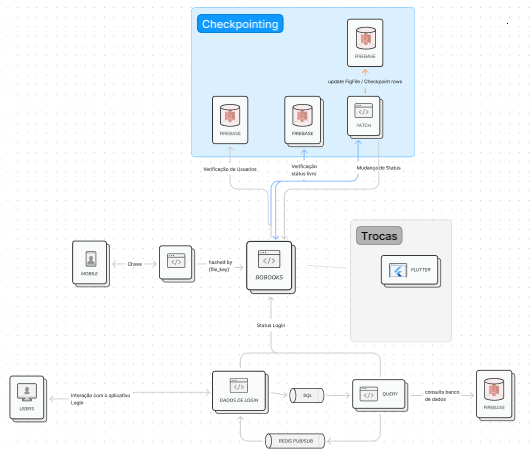 Checkpointing
FIREBASE
update FigFile / Checkpoint rows
FIREBASE
FIREBASE
PATCH
Verificação de Usuarios
Verificação
status livro
Mudança de Status
Trocas
FLUTTER
MOBILE
Chave
hashed by
{file_key}
BOBOOKS
Status Login
USERS
Interação com o aplicativo
Login
DADOS DE LOGIN
SQL
QUERY
consulta banco
de dados
FIREBASE
REDIS PUB/SUB